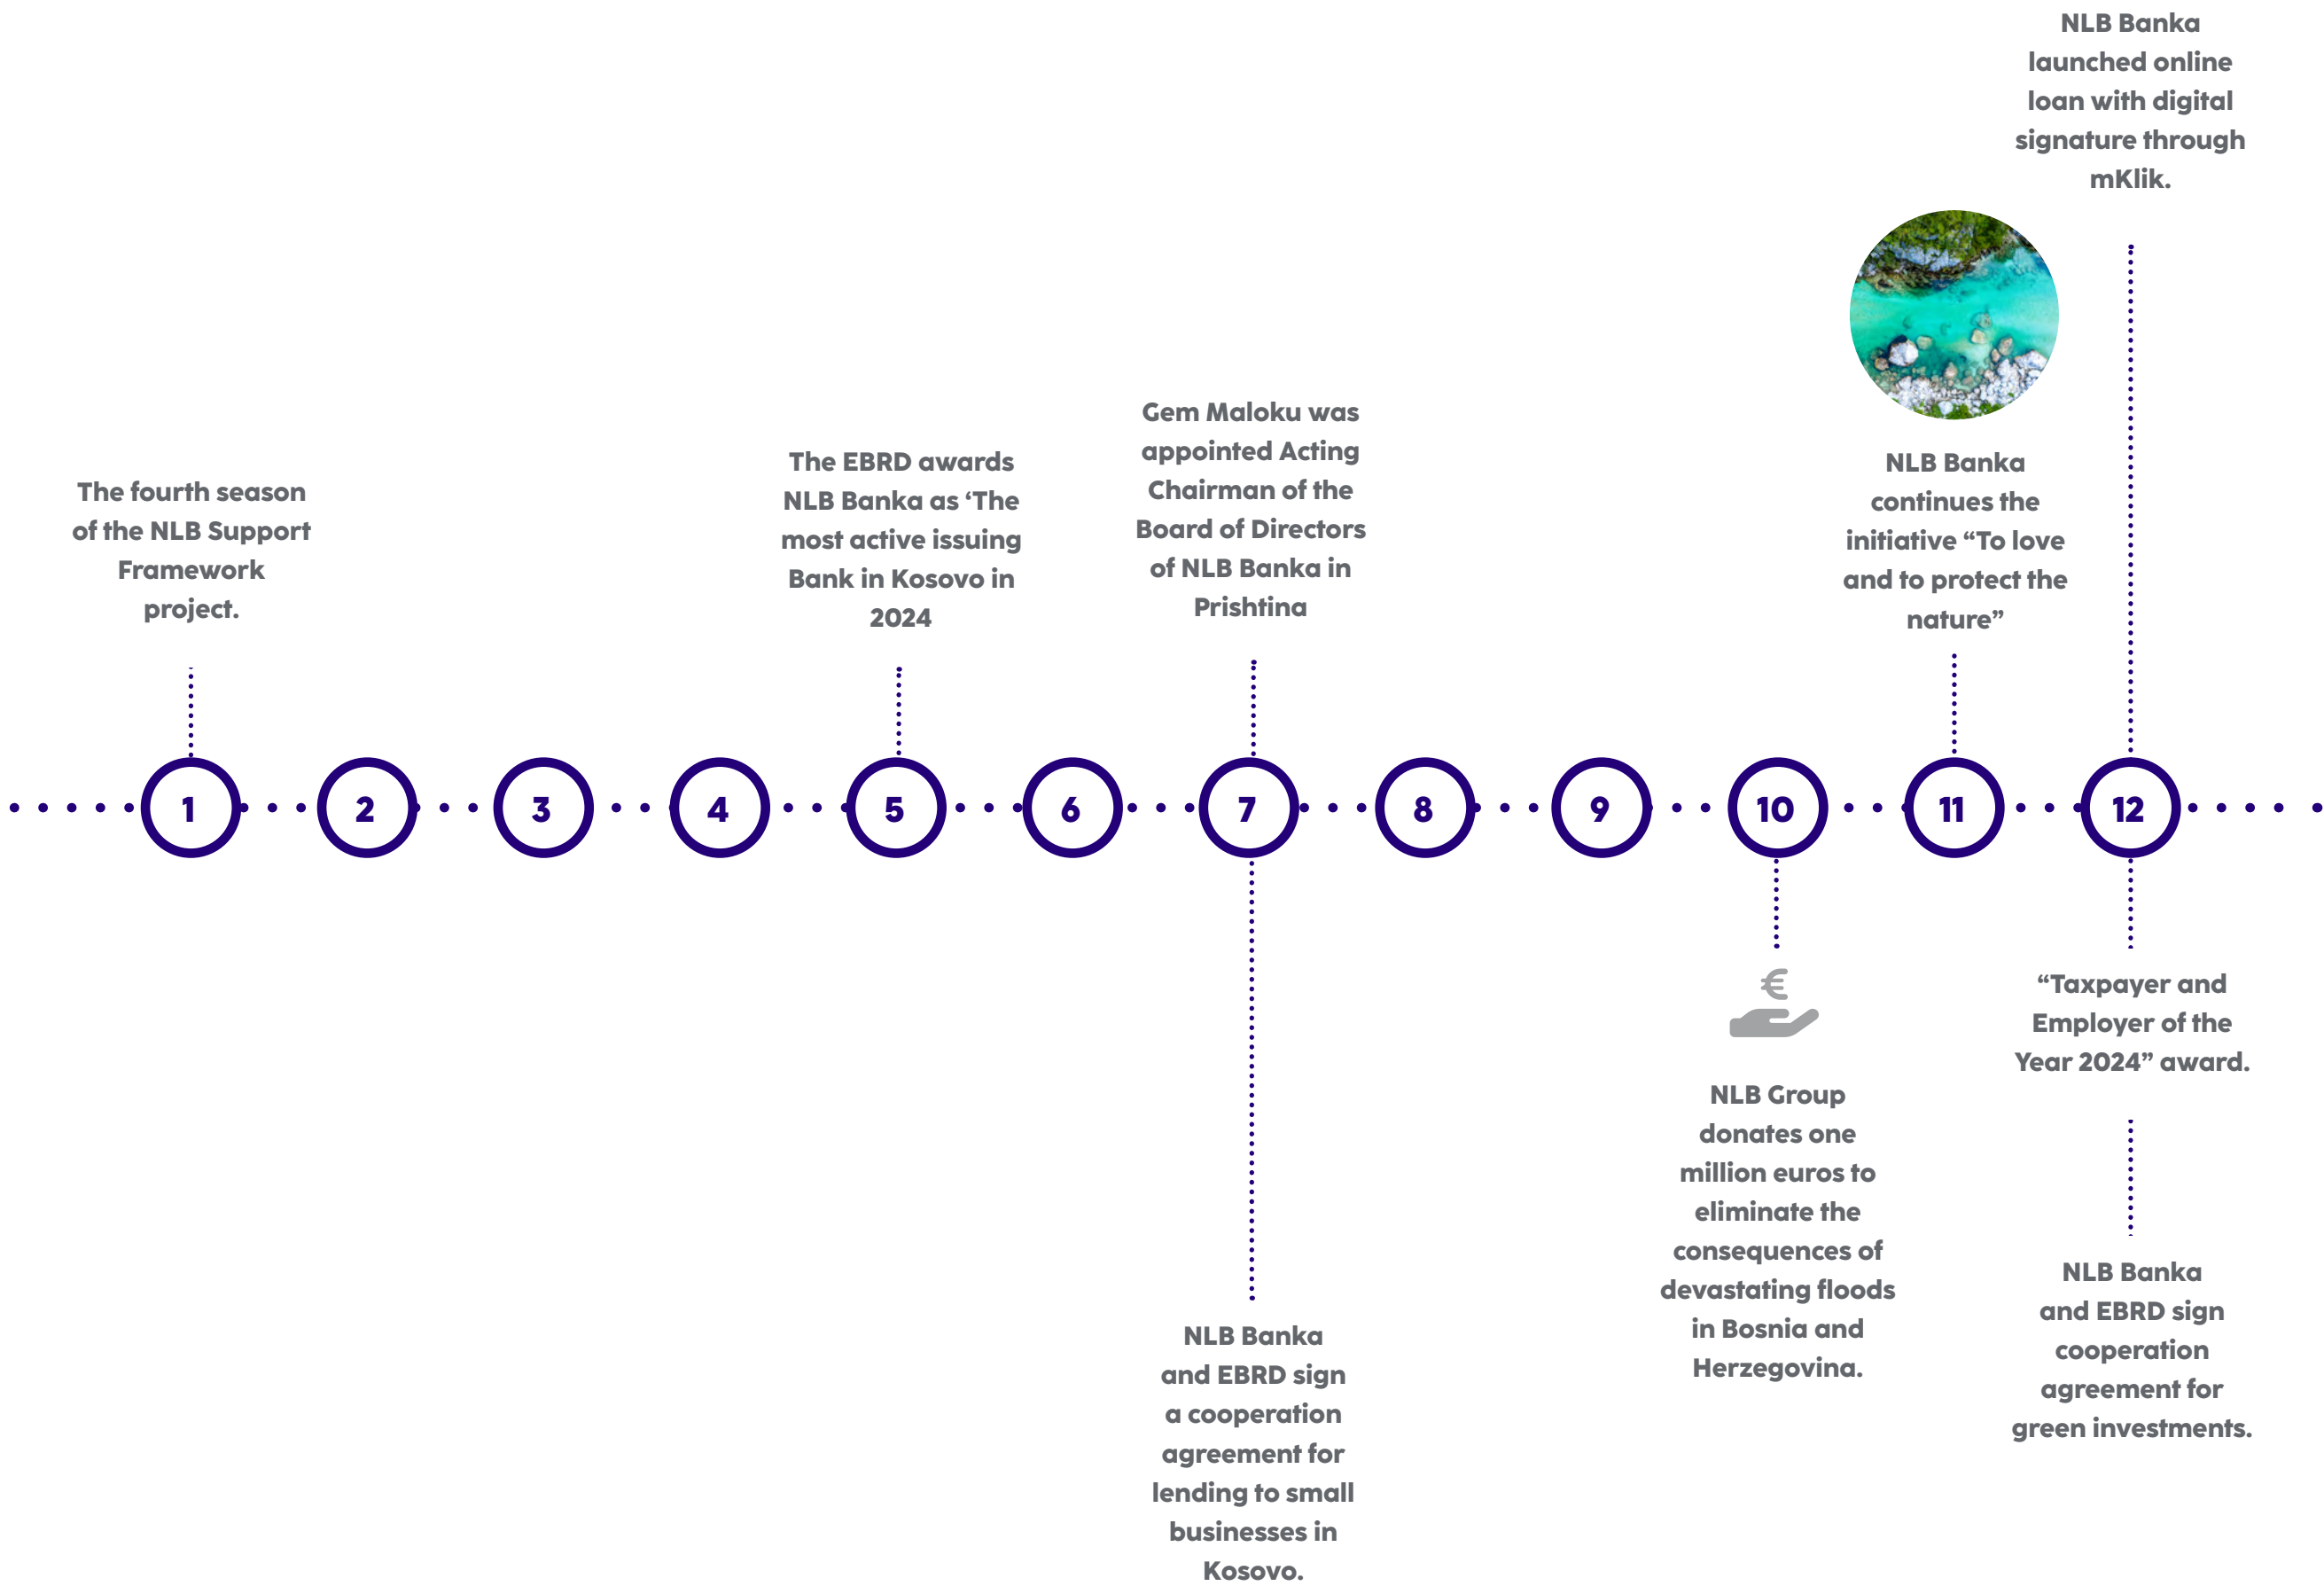 NLB Banka
launched online
loan with digital
signature through
mKlik.
Gem Maloku was
appointed Acting
Chairman of the
Board of Directors
of NLB Banka in
Prishtina
The EBRD awards
NLB Banka as ‘The
most active issuing
Bank in Kosovo in
2024
NLB Banka
continues the
initiative “To love
and to protect the
nature”
The fourth season
of the NLB Support
Framework
project.
1
2
3
4
5
6
7
8
9
10
11
12
“Taxpayer and
Employer of the
Year 2024” award.
NLB Group
donates one
million euros to
eliminate the
consequences of
devastating floods
in Bosnia and
Herzegovina.
NLB Banka
and EBRD sign
cooperation
agreement for
green investments.
NLB Banka
and EBRD sign
a cooperation
agreement for
lending to small
businesses in
Kosovo.